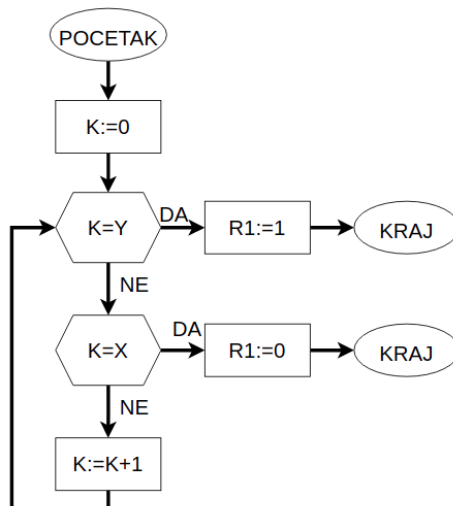 POCETAK
K:=0
K=Y
DA
R1:=1
KRAJ
NE
K=X
DA
R1:=0
KRAJ
NE
K:=K+1